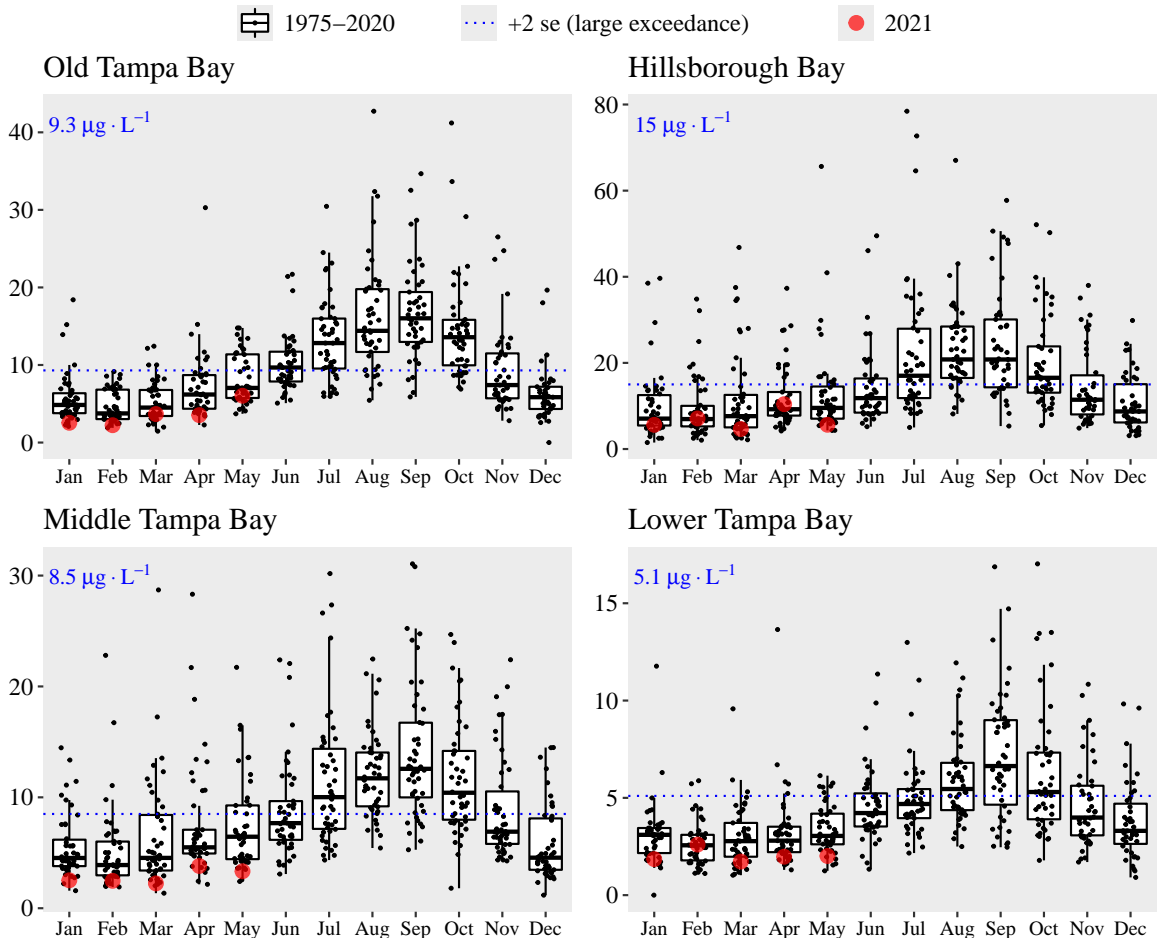 1975–2020 +2 se (large exceedance) 2021
Old Tampa Bay
9.3 μg · L⁻¹
40
30
20
10
0
Jan Feb Mar Apr May Jun Jul Aug Sep Oct Nov Dec
Hillsborough Bay
15 μg · L⁻¹
80
60
40
20
0
Jan Feb Mar Apr May Jun Jul Aug Sep Oct Nov Dec
Middle Tampa Bay
8.5 μg · L⁻¹
30
20
10
0
Jan Feb Mar Apr May Jun Jul Aug Sep Oct Nov Dec
Lower Tampa Bay
5.1 μg · L⁻¹
15
10
5
0
Jan Feb Mar Apr May Jun Jul Aug Sep Oct Nov Dec